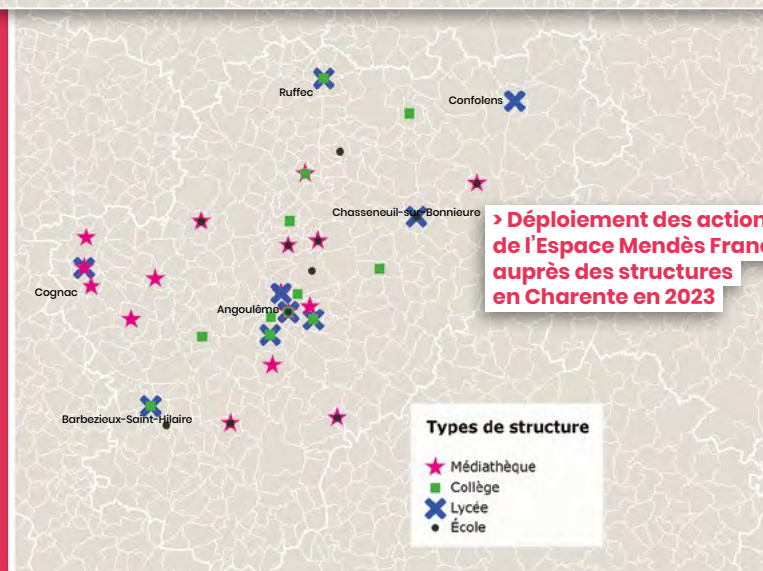 Ruffec
Confolens
Chasseneuil-sur-Bonnieure
> Déploiement des action
de l'Espace Mendès Franc
auprès des structures
en Charente en 2023
Cognac
Angoulême
Barbezieux-Saint-Hilaire
Types de structure
Médiathèque
Collège
Lycée
École